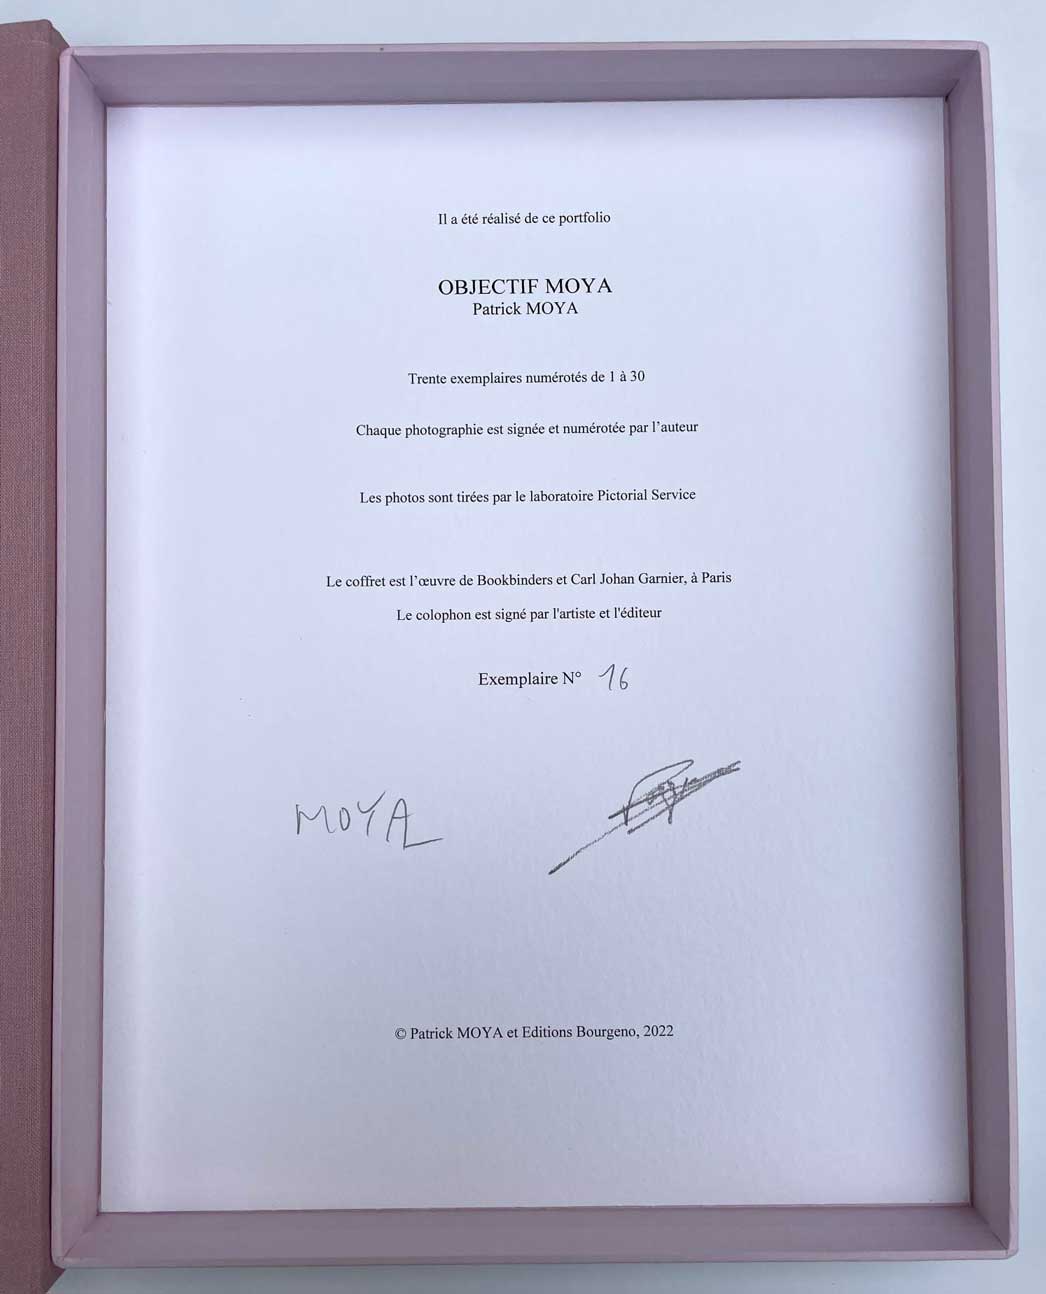 Il a été réalisé de ce portfolio
OBJECTIF MOYA
Patrick MOYA
Trente exemplaires numérotés de 1 à 30
Chaque photographie est signée et numérotée par l’auteur
Les photos sont tirées par le laboratoire Pictorial Service
Le coffret est l’œuvre de Bookbinders et Carl Johan Garnier, à Paris
Le colophon est signé par l'artiste et l'éditeur
Exemplaire N° 16
MOYA
© Patrick MOYA et Editions Bourgeno, 2022